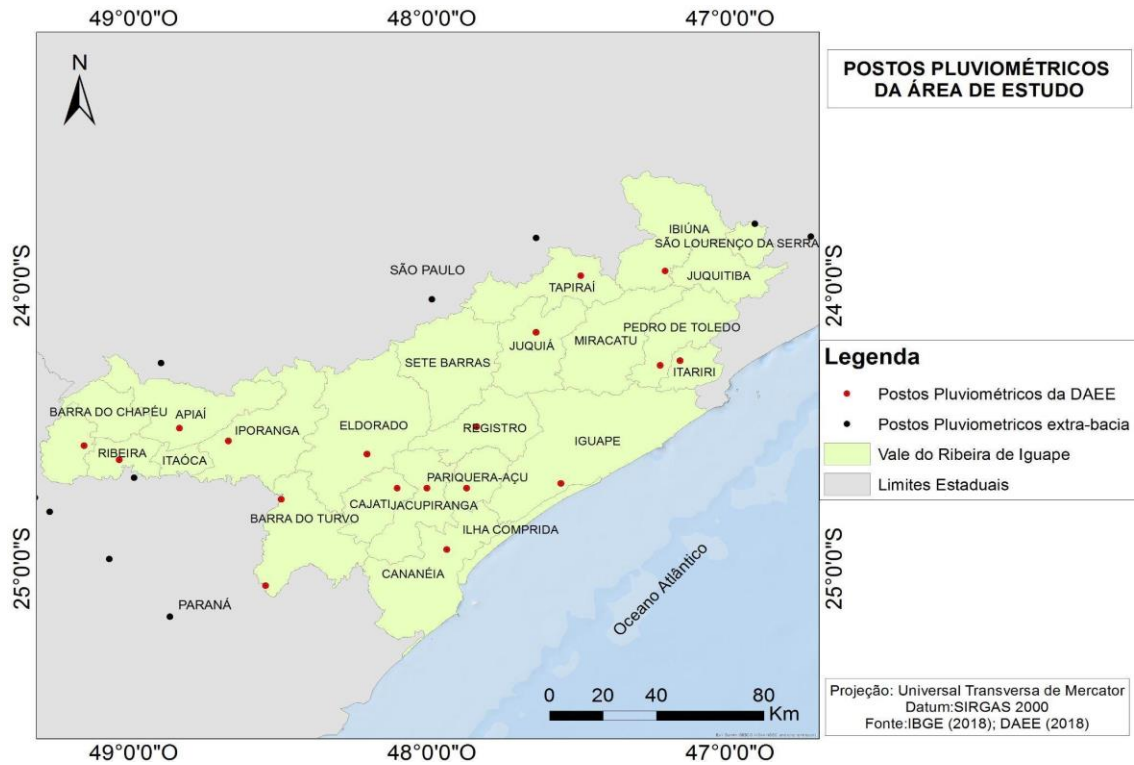 49°0'0"O 48°0'0"O 47°0'0"O
N
POSTOS PLUVIOMÉTRICOS
DA ÁREA DE ESTUDO
24°0'0"S
24°0'0"S
25°0'0"S
25°0'0"S
IBIÚNA
SÃO LOURENÇO DA SERRA
SÃO PAULO
JUQUITIBA
TAPIRAÍ
PEDRO DE TOLEDO
JUQUIÁ
MIRACATU
SETE BARRAS
ITARIRI
BARRA DO CHAPÉU
APIAÍ
IPORANGA
ELDORADO
REGISTRO
IGUAPE
RIBEIRA
ITAÓCA
PARIQUERA-AÇU
CAJATI
JACUPIRANGA
BARRA DO TURVO
ILHA COMPRIDA
CANANÉIA
PARANÁ
Oceano Atlântico
0 20 40 80
Km
Legenda
Postos Pluviométricos da DAEE
Postos Pluviometricos extra-bacia
Vale do Ribeira de Iguape
Limites Estaduais
Projeção: Universal Transversa de Mercator
Datum:SIRGAS 2000
Fonte:IBGE (2018); DAEE (2018)
49°0'0"O 48°0'0"O 47°0'0"O